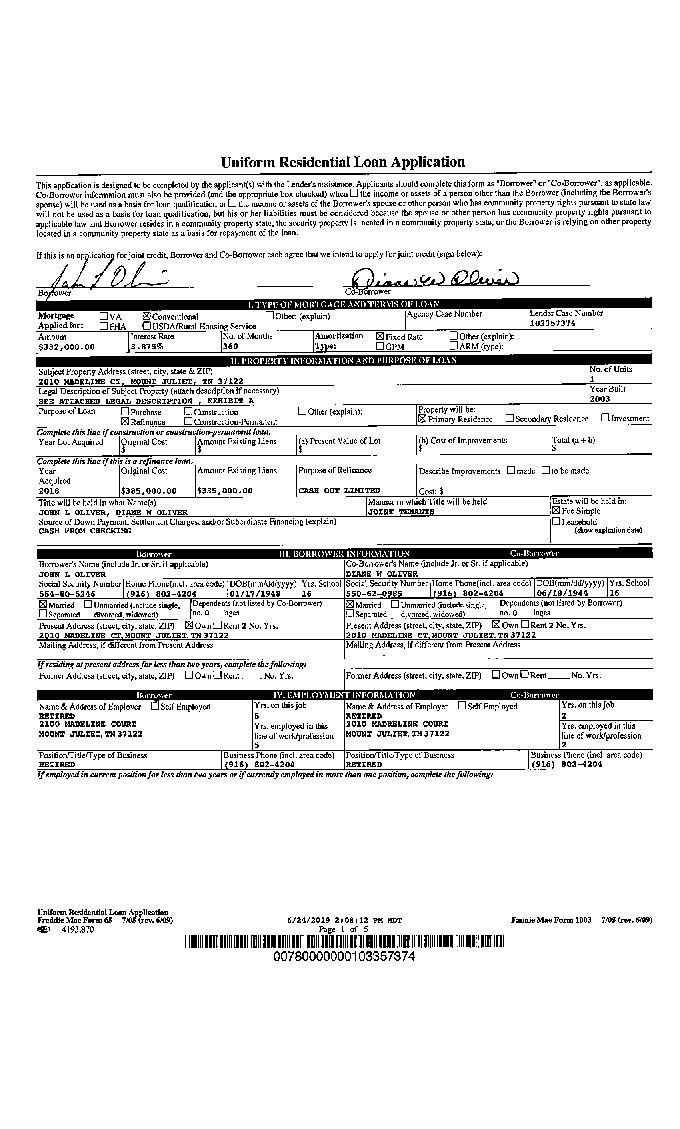 Uniform Residential Loan Application
This application is designed to be completed by the applicant(s) with the Lender's assistance. Applicants should complete this form as "Borrower" or "Co-Borrower", as applicable.
Co-Borrower information must also be provided (and the appropriate box checked) when ☐ the income or assets of a person other than the Borrower (including the Borrower's
spouse) will be used as a basis for loan qualification or ☐ the income or assets of the Borrower's spouse or other person who has community property rights pursuant to state law
will not be used as a basis for loan qualification, but his or her liabilities must be considered because the spouse or other person has community property rights pursuant to
applicable law and Borrower resides in a community property state, the security property is located in a community property state, or the Borrower is relying on other property
located in a community property state as a basis for repayment of the loan.
If this is an application for joint credit, Borrower and Co-Borrower each agree that we intend to apply for joint credit (sign below):
Borrower Co-Borrower
I. TYPE OF MORTGAGE AND TERMS OF LOAN
Mortgage ☐ VA ☒ Conventional ☐ Other: (explain) Agency Case Number Lender Case Number
Applied for: ☐ FHA ☐ USDA/Rural Housing Service 103357374
Amount Interest Rate No. of Months Amortization ☒ Fixed Rate ☐ Other (explain):
$332,000.00 3.875% 360 Type: ☐ GPM ☐ ARM (type):
II. PROPERTY INFORMATION AND PURPOSE OF LOAN
Subject Property Address (street, city, state & ZIP) No. of Units
2010 MADELINE CT, MOUNT JULIET, TN 37122 1
Legal Description of Subject Property (attach description if necessary) Year Built
SEE ATTACHED LEGAL DESCRIPTION , EXHIBIT A 2003
Purpose of Loan ☐ Purchase ☐ Construction ☐ Other (explain): Property will be:
☒ Refinance ☐ Construction-Permanent ☒ Primary Residence ☐ Secondary Residence ☐ Investment
Complete this line if construction or construction-permanent loan.
Year Lot Acquired Original Cost Amount Existing Liens (a) Present Value of Lot (b) Cost of Improvements Total (a + b)
$ $ $ $ $
Complete this line if this is a refinance loan.
Year Original Cost Amount Existing Liens Purpose of Refinance Describe Improvements ☐ made ☐ to be made
Acquired
2016 $385,000.00 $335,000.00 CASH OUT LIMITED Cost: $
Title will be held in what Name(s) Manner in which Title will be held Estate will be held in:
JOHN L OLIVER, DIANE W OLIVER JOINT TENANTS ☒ Fee Simple
Source of Down Payment, Settlement Charges, and/or Subordinate Financing (explain) ☐ Leasehold
CASH FROM CHECKING (show expiration date)
Borrower III. BORROWER INFORMATION Co-Borrower
Borrower's Name (include Jr. or Sr. if applicable) Co-Borrower's Name (include Jr. or Sr. if applicable)
JOHN L OLIVER DIANE W OLIVER
Social Security Number Home Phone(incl. area code) DOB(mm/dd/yyyy) Yrs. School Social Security Number Home Phone(incl. area code) DOB(mm/dd/yyyy) Yrs. School
564-80-5246 (916) 802-4204 01/17/1948 16 550-62-0985 (916) 802-4204 06/18/1944 16
☒ Married ☐ Unmarried (include single, Dependents (not listed by Co-Borrower) ☒ Married ☐ Unmarried (include single, Dependents (not listed by Borrower)
☐ Separated divorced, widowed) no. 0 ages ☐ Separated divorced, widowed) no. 0 ages
Present Address (street, city, state, ZIP) ☒ Own ☐ Rent 2 No. Yrs. Present Address (street, city, state, ZIP) ☒ Own ☐ Rent 2 No. Yrs.
2010 MADELINE CT, MOUNT JULIET, TN 37122 2010 MADELINE CT, MOUNT JULIET, TN 37122
Mailing Address, if different from Present Address Mailing Address, if different from Present Address
If residing at present address for less than two years, complete the following:
Former Address (street, city, state, ZIP) ☐ Own ☐ Rent No. Yrs. Former Address (street, city, state, ZIP) ☐ Own ☐ Rent No. Yrs.
Borrower IV. EMPLOYMENT INFORMATION Co-Borrower
Name & Address of Employer ☐ Self Employed Yrs. on this job Name & Address of Employer ☐ Self Employed Yrs. on this job
RETIRED 5 RETIRED 2
2100 MADELINE COURT Yrs. employed in this 2010 MADRELINE COURT Yrs. employed in this
MOUNT JULIET, TN 37122 line of work/profession MOUNT JULIET, TN 37122 line of work/profession
5 2
Position/Title/Type of Business Business Phone (incl. area code) Position/Title/Type of Business Business Phone (incl. area code)
RETIRED (916) 802-4204 RETIRED (916) 803-4204
If employed in current position for less than two years or if currently employed in more than one position, complete the following:
Uniform Residential Loan Application
Freddie Mac Form 65 7/05 (rev. 6/09) 6/24/2019 2:08:12 PM MDT Fannie Mae Form 1003 7/05 (rev. 6/09)
4193.870 Page 1 of 5
00780000000103357374